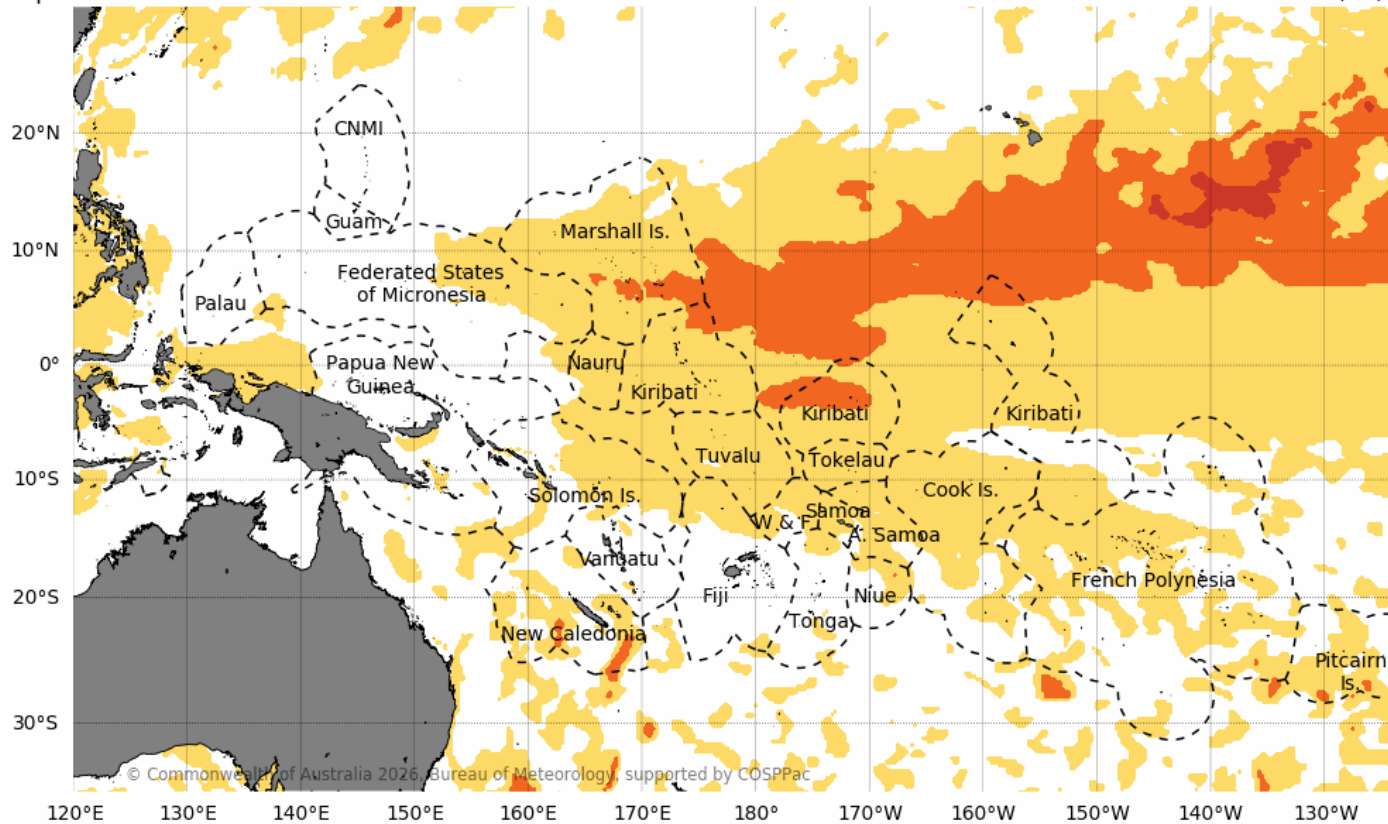 20°N
10°N
0°
10°S
20°S
30°S
CNMI
Guam
Marshall Is.
Federated States
of Micronesia
Palau
Papua New
Guinea
Nauru
Kiribati
Kiribati
Kiribati
Tuvalu
Tokelau
Solomon Is.
Cook Is.
W & F
Samoa
A. Samoa
Vanuatu
Fiji
Niue
French Polynesia
Tonga
New Caledonia
Pitcairn
Is.
© Commonwealth of Australia 2026, Bureau of Meteorology, supported by COSPPac
120°E 130°E 140°E 150°E 160°E 170°E 180° 170°W 160°W 150°W 140°W 130°W